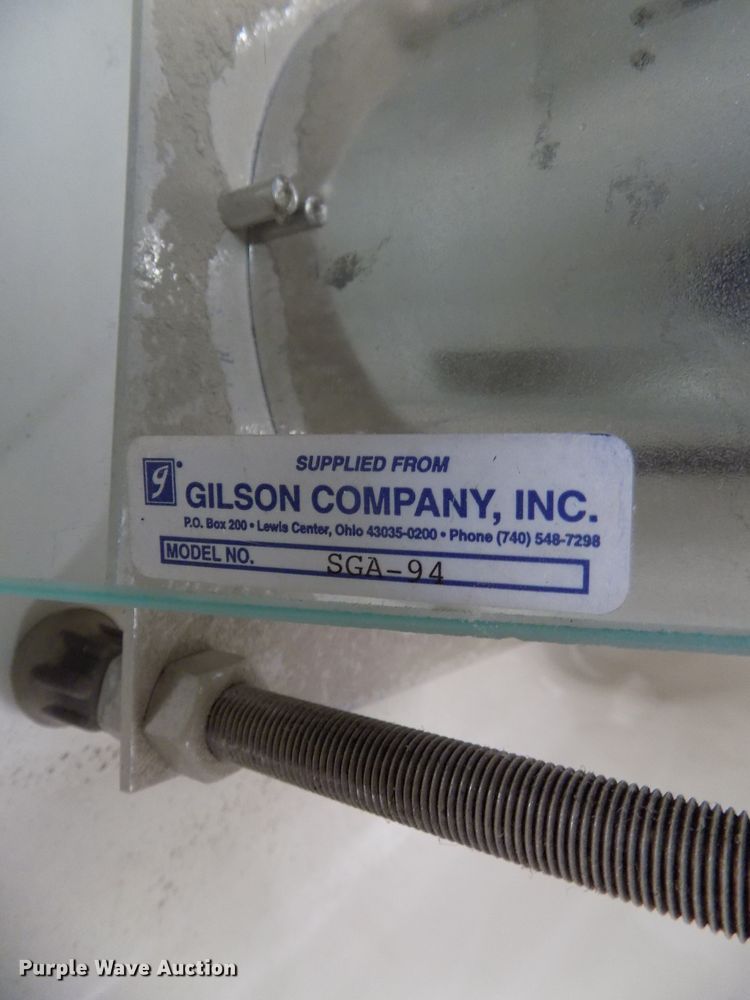 SUPPLIED FROM
g
GILSON COMPANY, INC.
P.O. Box 200 • Lewis Center, Ohio 43035-0200 • Phone (740) 548-7298
MODEL NO. SGA-94
Purple Wave Auction